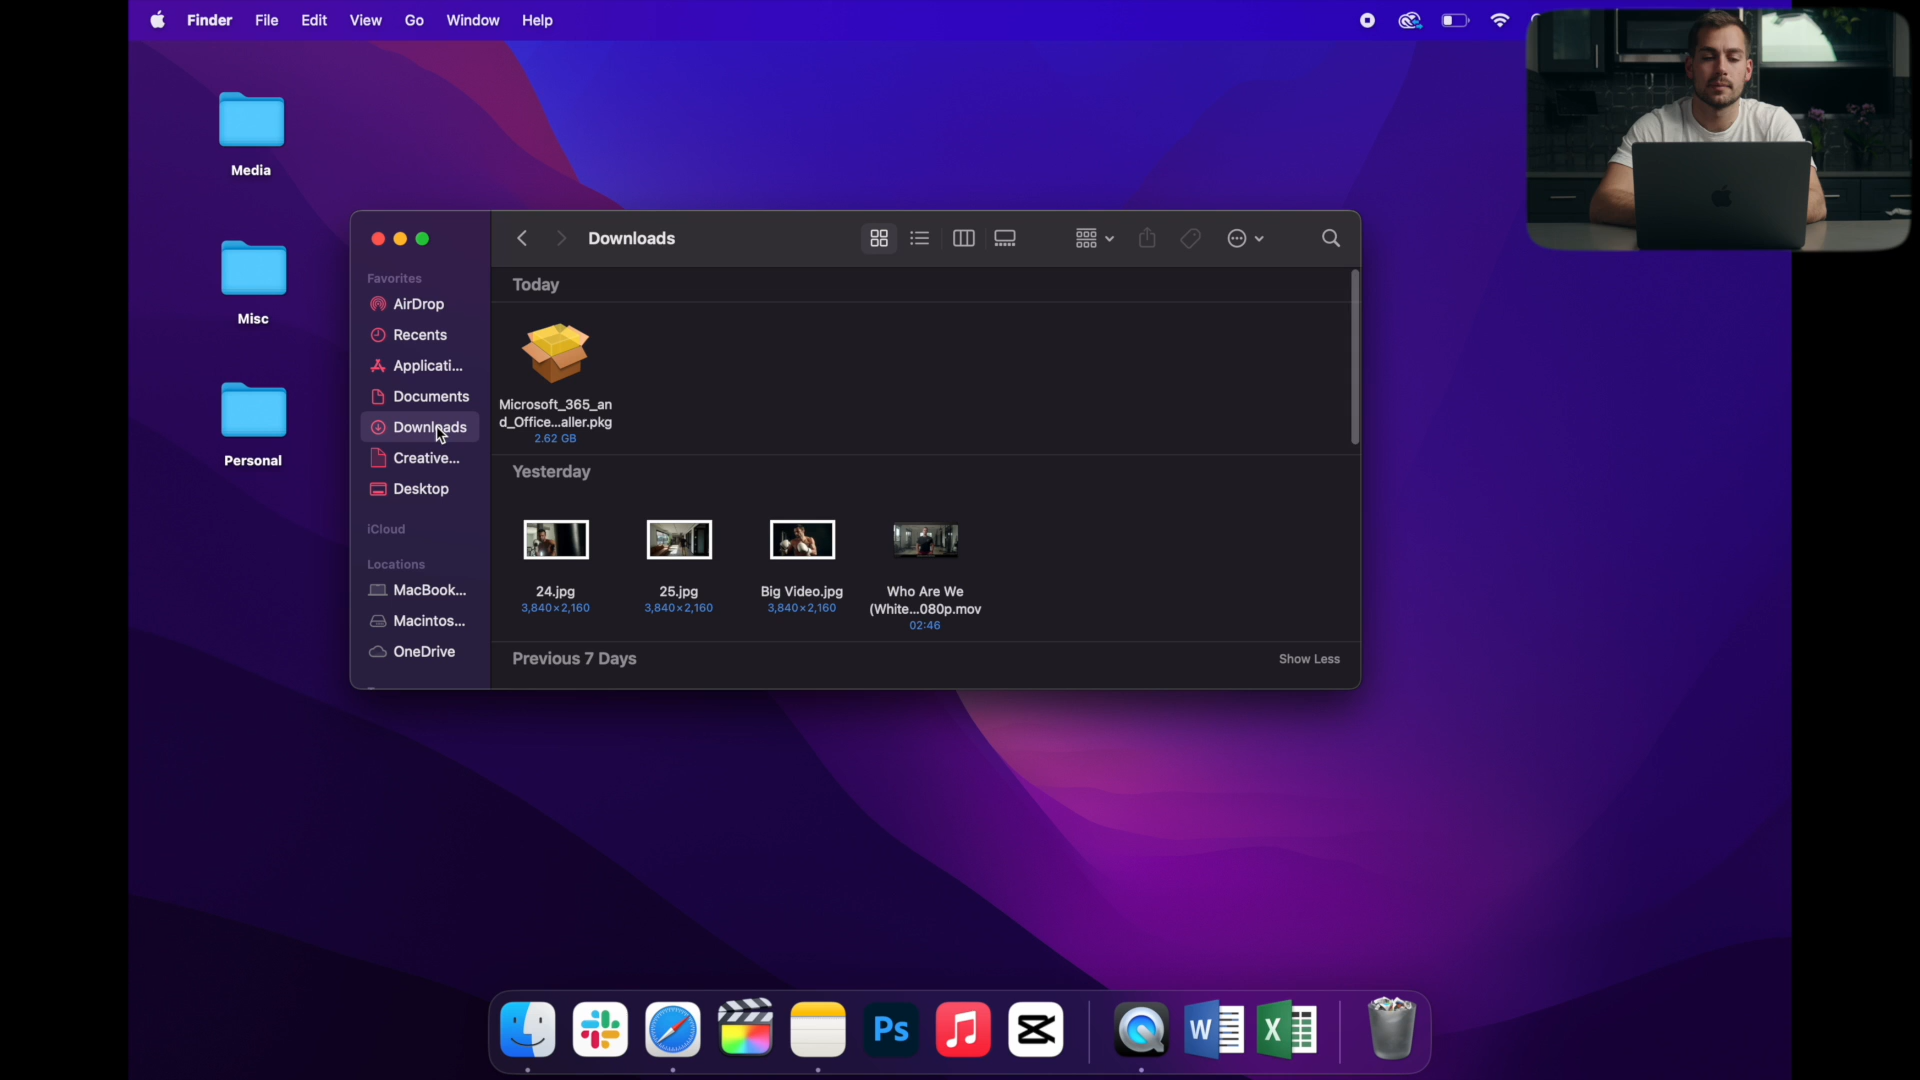 Finder File Edit View Go Window Help
Media
Misc
Personal
Downloads
Favorites
AirDrop
Recents
Applicati...
Documents
Downloads
Creative...
Desktop
iCloud
Locations
MacBook...
Macintos...
OneDrive
Today
Microsoft_365_an
d_Office...aller.pkg
2.62 GB
Yesterday
24.jpg
3,840×2,160
25.jpg
3,840×2,160
Big Video.jpg
3,840×2,160
Who Are We
(White...080p.mov
02:46
Previous 7 Days
Show Less
Ps
W
X